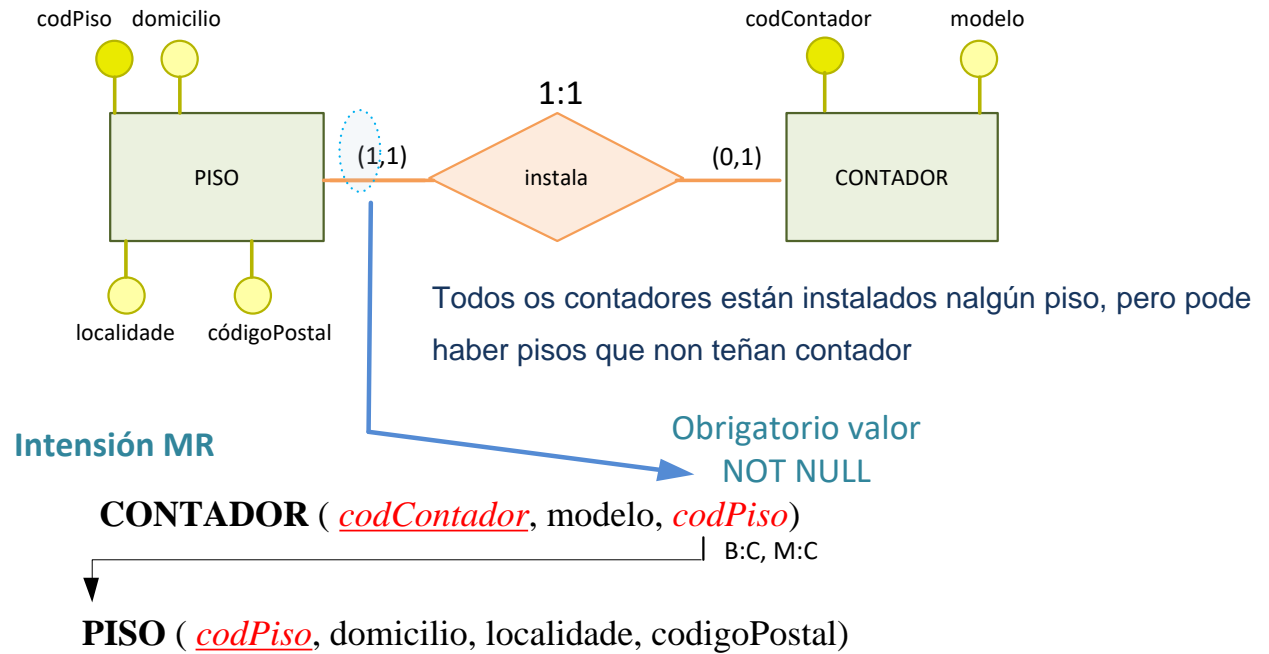 codPiso domicilio codContador modelo
1:1
(1,1) (0,1)
PISO instala CONTADOR
localidade códigoPostal
Todos os contadores están instalados nalgún piso, pero pode
haber pisos que non teñan contador
Intensión MR
Obrigatorio valor
NOT NULL
CONTADOR ( codContador, modelo, codPiso)
B:C, M:C
PISO ( codPiso, domicilio, localidade, codigoPostal)